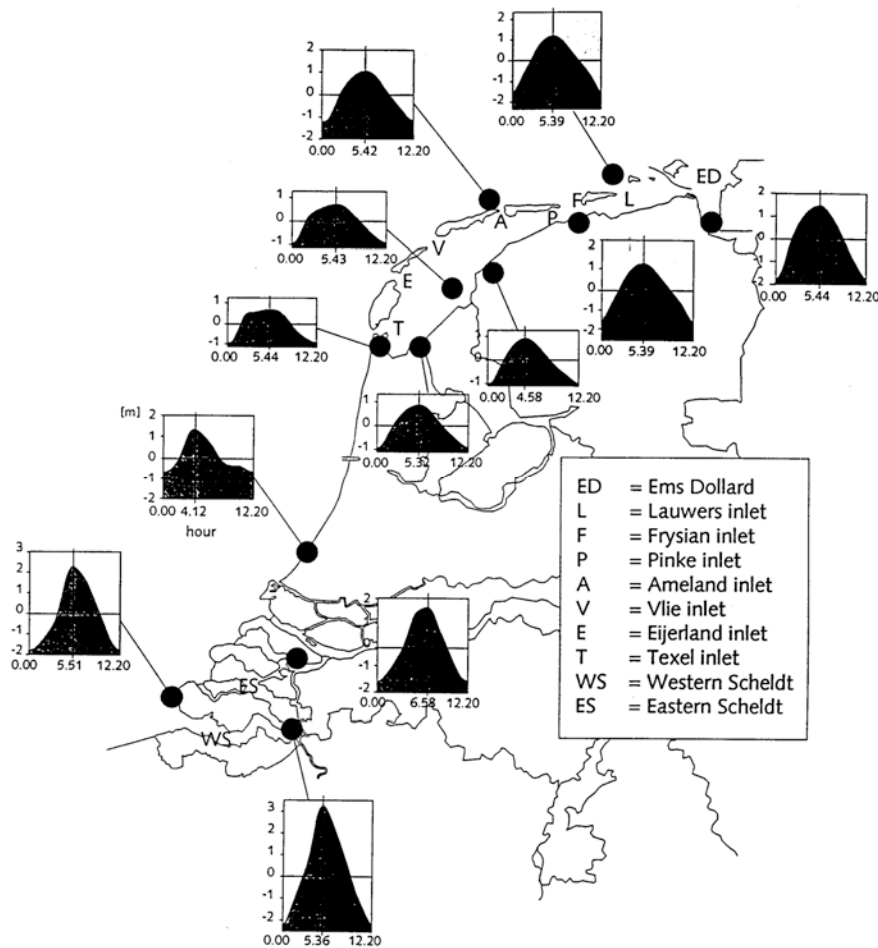 2
1
0
-1
-2
0.00 5.39 12.20
2
1
0
-1
-2
0.00 5.42 12.20
L
ED
F
A
P
V
E
T
1
0
-1
0.00 5.43 12.20
2
1
0
-1
-2
0.00 5.44 12.20
2
1
0
-1
-2
0.00 5.39 12.20
1
0
-1
0.00 5.44 12.20
0
-1
0.00 4.58 12.20
1
0
-1
0.00 5.32 12.20
[m]
2
1
0
-1
-2
0.00 4.12 12.20
hour
3
2
1
0
-1
-2
0.00 5.51 12.20
2
1
-1
-2
0.00 6.58 12.20
ES
WS
3
2
1
0
-1
-2
0.00 5.36 12.20
ED = Ems Dollard
L = Lauwers inlet
F = Frysian inlet
P = Pinke inlet
A = Ameland inlet
V = Vlie inlet
E = Eijerland inlet
T = Texel inlet
WS = Western Scheldt
ES = Eastern Scheldt